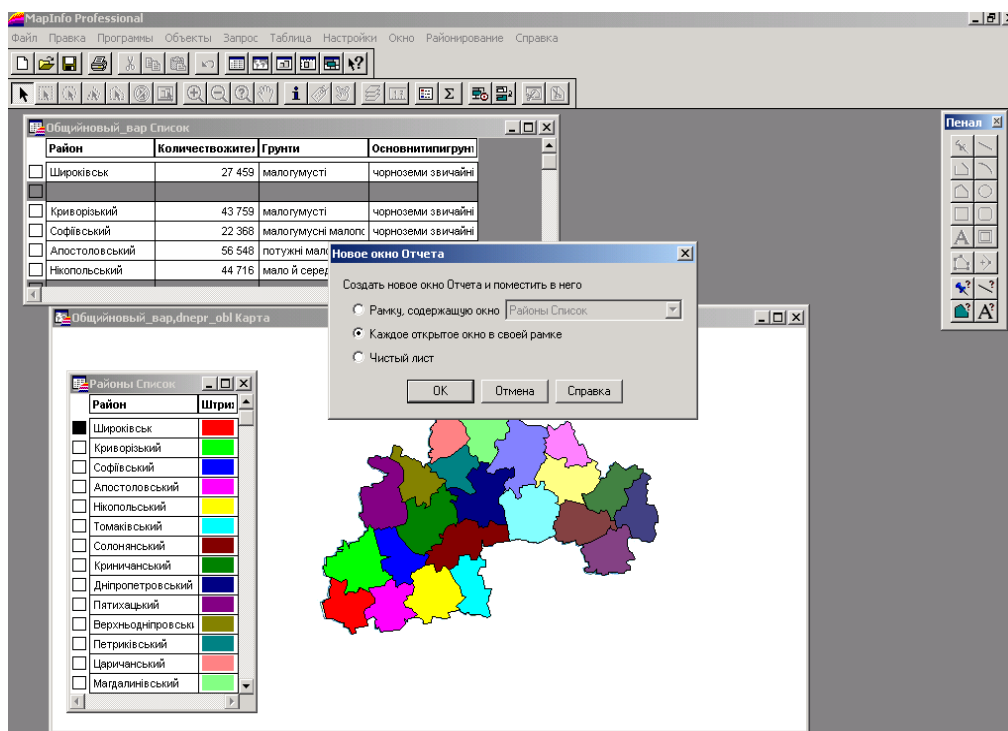 MapInfo Professional
Файл Правка Программы Объекты Запрос Таблица Настройки Окно Районирование Справка
Общийновый_вар Список
Район Количествожител Грунти Основнитипигрунт
Широківськ 27 459 малогумусті чорноземи звичайні
Криворізький 43 759 малогумусті чорноземи звичайні
Софіївський 22 368 малогумусні малопо чорноземи звичайні
Апостоловський 56 548 потужні мало
Нікопольський 44 716 мало й серед
Пенал
Новое окно Отчета
Создать новое окно Отчета и поместить в него
Рамку, содержащую окно Районы Список
Каждое открытое окно в своей рамке
Чистый лист
ОК Отмена Справка
Общийновый_вар,dnepr_obl Карта
Районы Список
Район Штри
Широківськ
Криворізький
Софіївський
Апостоловський
Нікопольський
Томаківський
Солонянський
Криничанський
Дніпропетровський
Пятихацький
Верхньодніпровськи
Петриківський
Царичанський
Магдалинівський